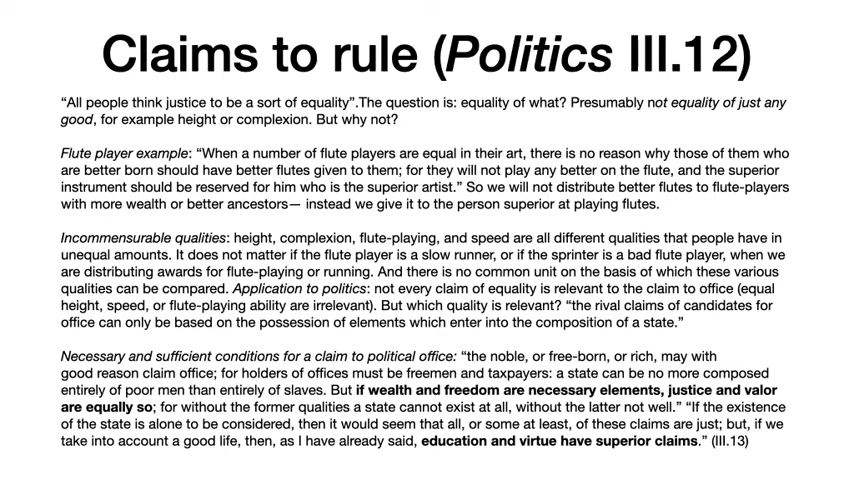 Claims to rule (Politics III.12)
“All people think justice to be a sort of equality”.The question is: equality of what? Presumably not equality of just any
good, for example height or complexion. But why not?
Flute player example: “When a number of flute players are equal in their art, there is no reason why those of them who
are better born should have better flutes given to them; for they will not play any better on the flute, and the superior
instrument should be reserved for him who is the superior artist.” So we will not distribute better flutes to flute-players
with more wealth or better ancestors— instead we give it to the person superior at playing flutes.
Incommensurable qualities: height, complexion, flute-playing, and speed are all different qualities that people have in
unequal amounts. It does not matter if the flute player is a slow runner, or if the sprinter is a bad flute player, when we
are distributing awards for flute-playing or running. And there is no common unit on the basis of which these various
qualities can be compared. Application to politics: not every claim of equality is relevant to the claim to office (equal
height, speed, or flute-playing ability are irrelevant). But which quality is relevant? “the rival claims of candidates for
office can only be based on the possession of elements which enter into the composition of a state.”
Necessary and sufficient conditions for a claim to political office: “the noble, or free-born, or rich, may with
good reason claim office; for holders of offices must be freemen and taxpayers: a state can be no more composed
entirely of poor men than entirely of slaves. But if wealth and freedom are necessary elements, justice and valor
are equally so; for without the former qualities a state cannot exist at all, without the latter not well.” “If the existence
of the state is alone to be considered, then it would seem that all, or some at least, of these claims are just; but, if we
take into account a good life, then, as I have already said, education and virtue have superior claims.” (III.13)